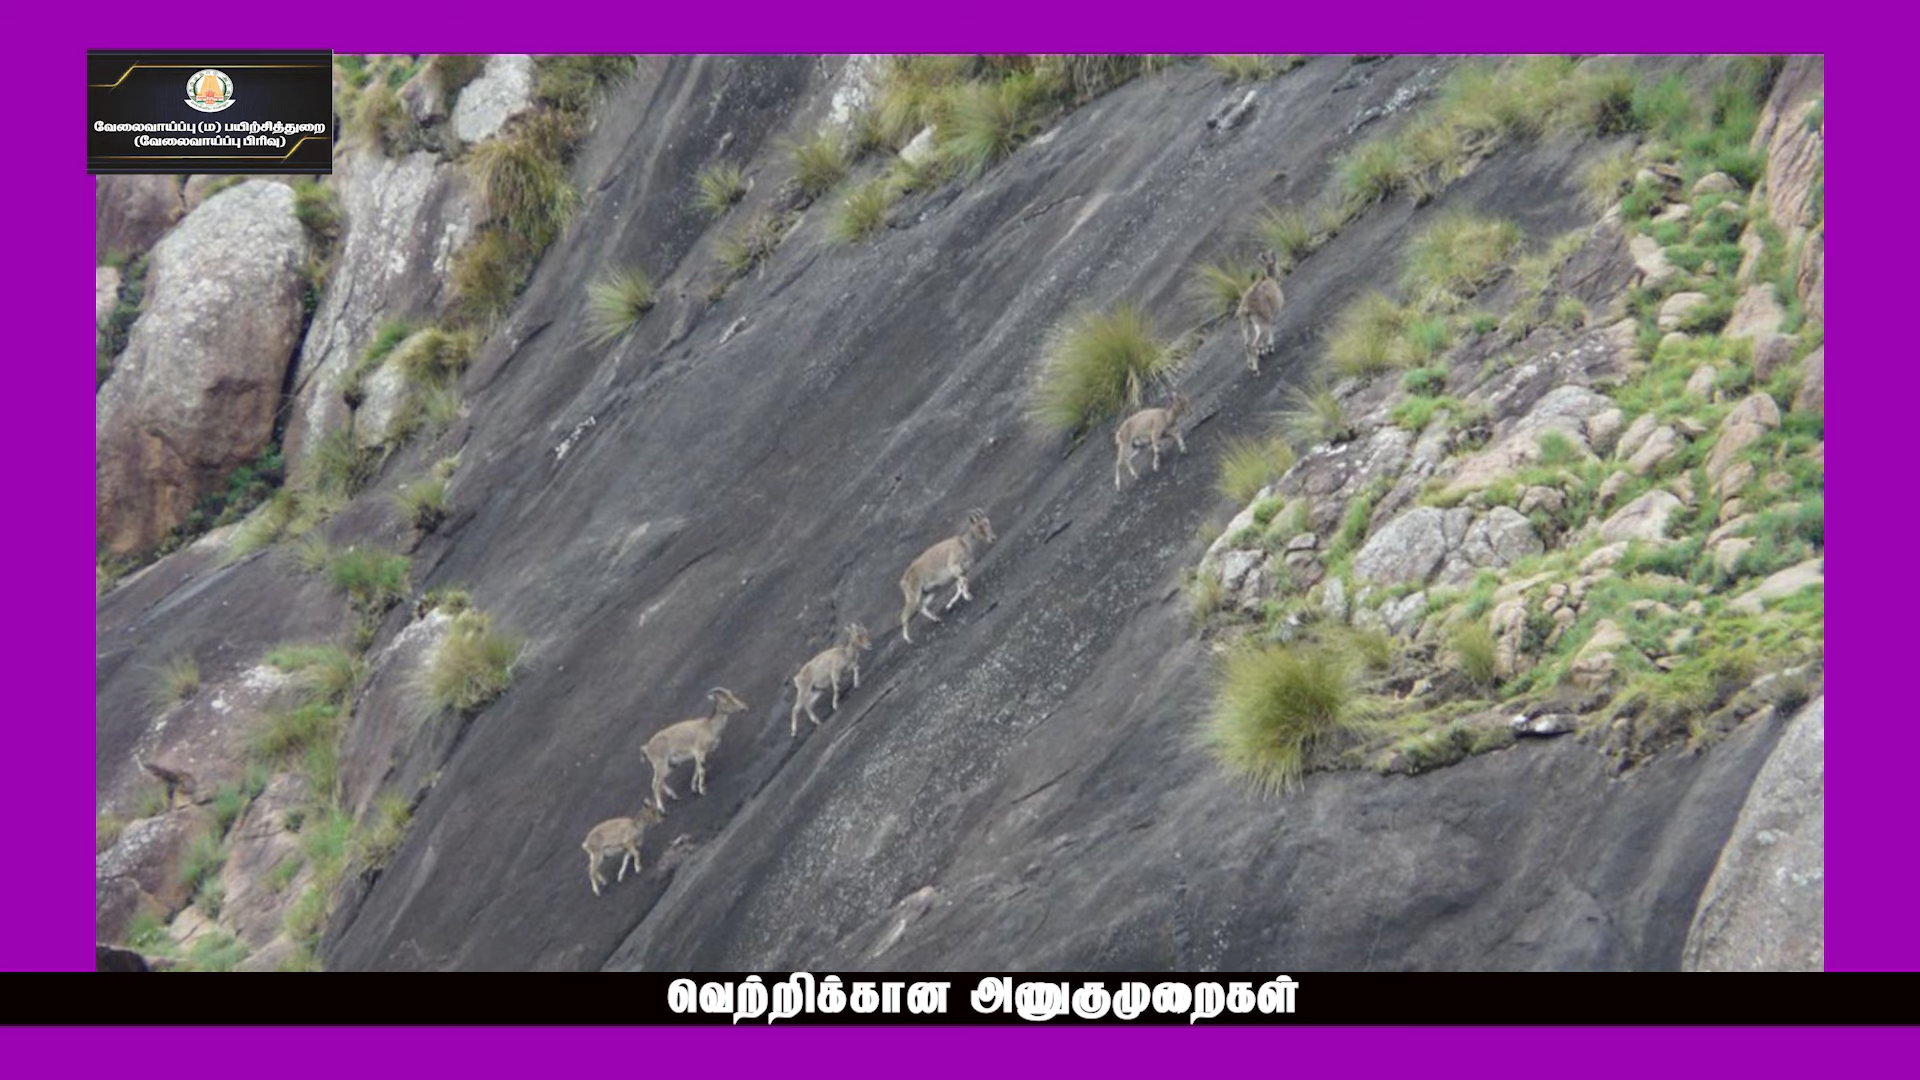 வேலைவாய்ப்பு (ம) பயிற்சித்துறை
(வேலைவாய்ப்பு பிரிவு)
வெற்றிக்கான அணுகுமுறைகள்